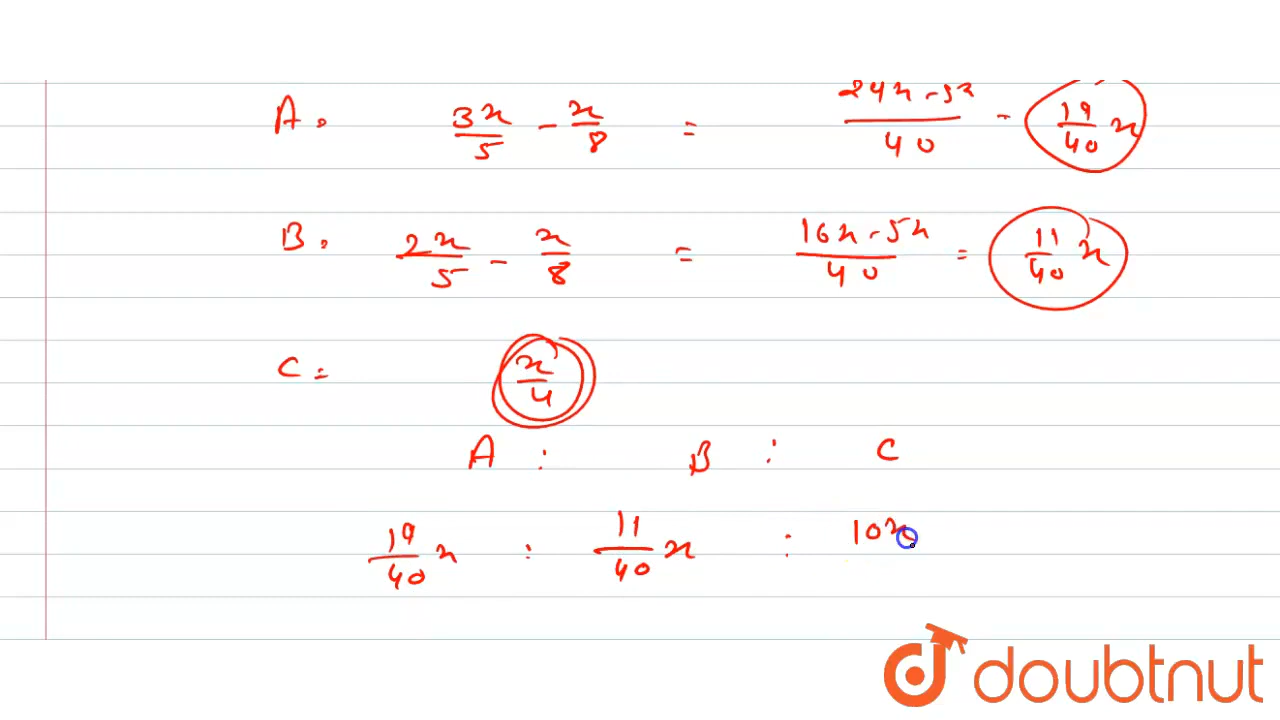 A. 3x/5 - x/8 = 24x-5x/40 - 19/40 x
B. 2x/5 - x/8 = 16x-5x/40 = 11/40 x
C = x/4
A : B : C
19/40 x : 11/40 x : 10x
doubtnut